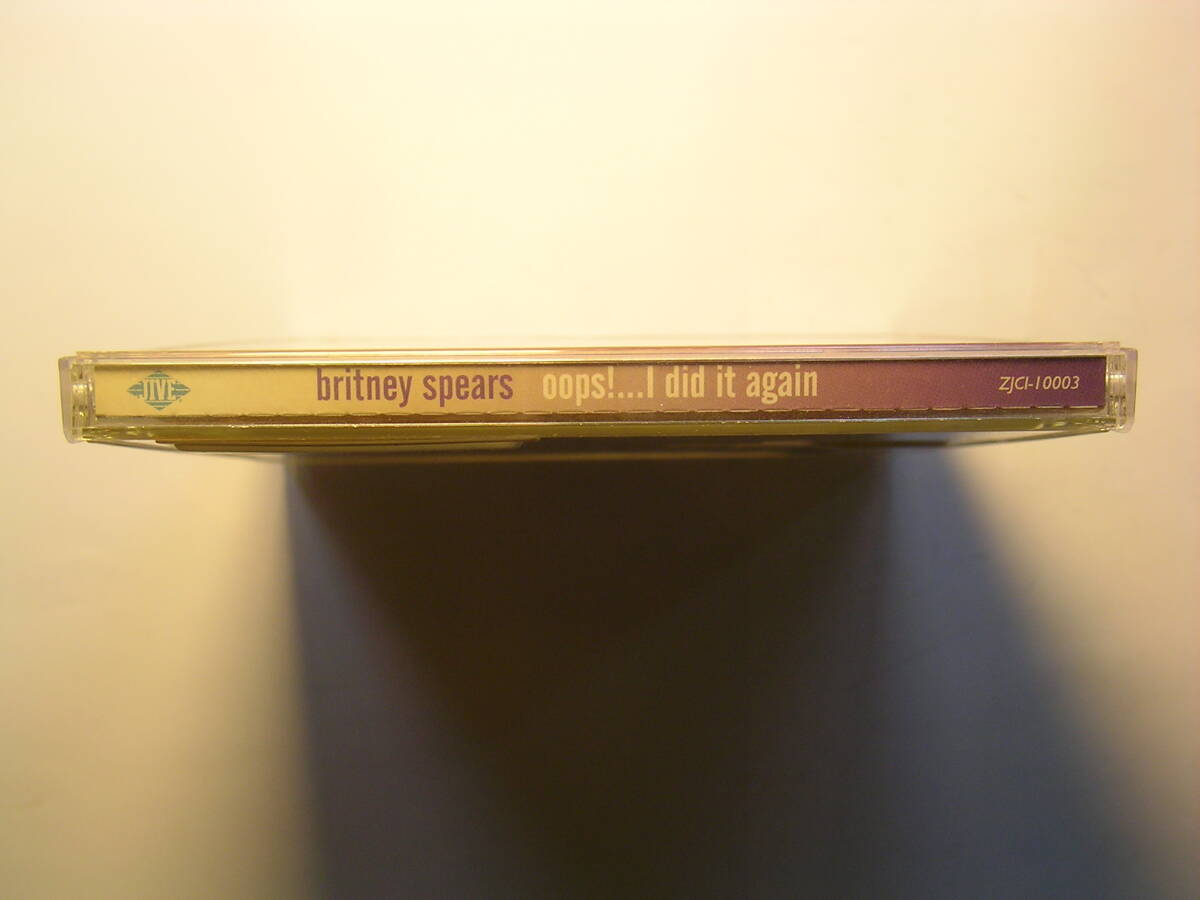 JIVE britney spears oops!...I did it again ZJCI-10003